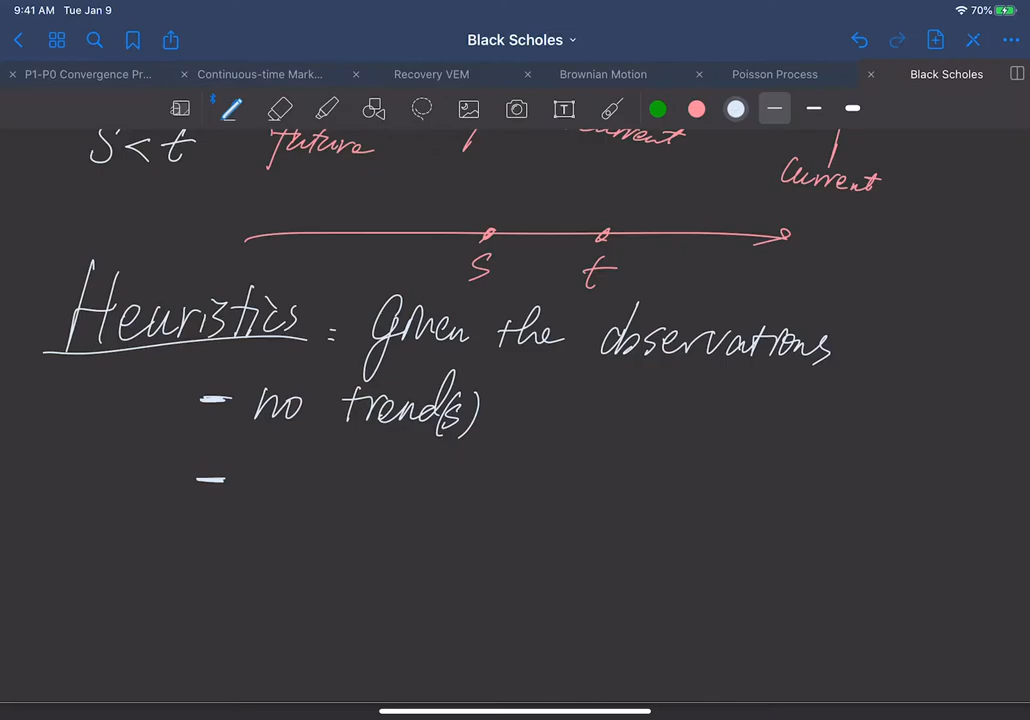 9:41 AM Tue Jan 9
70%
Black Scholes
P1-P0 Convergence Pr...
Continuous-time Mark...
Recovery VEM
Brownian Motion
Poisson Process
Black Scholes
T
S < t
future
current
current
s
t
Heuristics : Given the observations
- no trend(s)
-